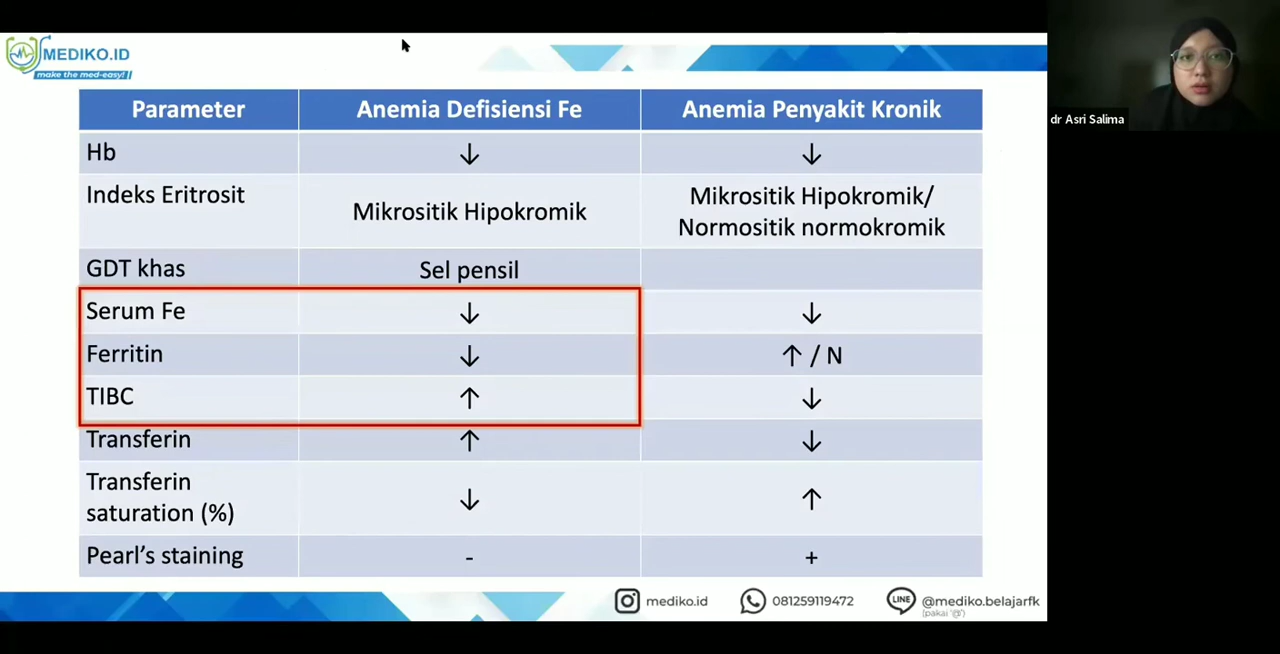 MEDIKO.ID
make the med-easy!
dr Asri Salima
Parameter Anemia Defisiensi Fe Anemia Penyakit Kronik
Hb ↓ ↓
Indeks Eritrosit Mikrositik Hipokromik Mikrositik Hipokromik/
Normositik normokromik
GDT khas Sel pensil
Serum Fe ↓ ↓
Ferritin ↓ ↑ / N
TIBC ↑ ↓
Transferin ↑ ↓
Transferin
saturation (%) ↓ ↑
Pearl's staining - +
mediko.id 081259119472 LINE @mediko.belajarfk
(pakai '@')